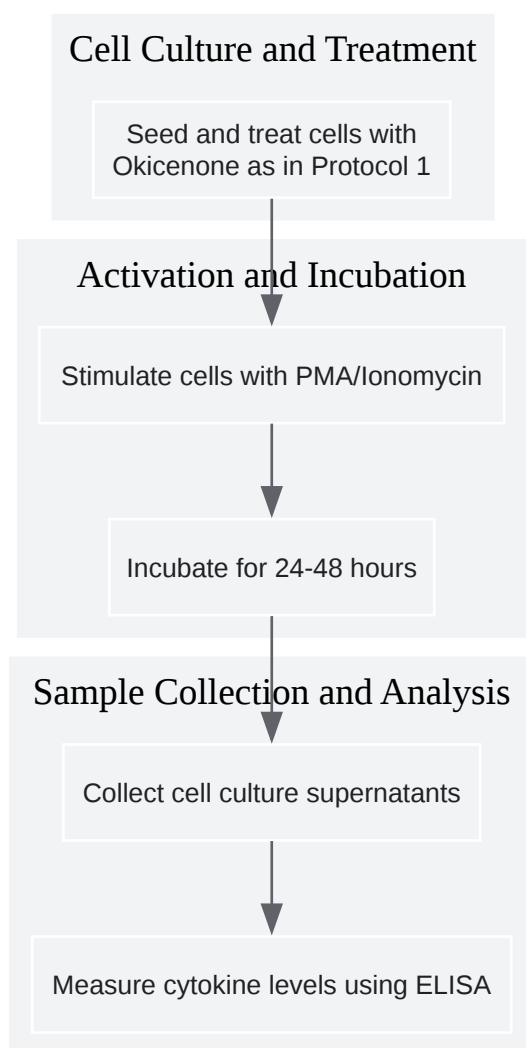 Cell Culture and Treatment
Seed and treat cells with
Okicenone as in Protocol 1
Activation and Incubation
Stimulate cells with PMA/Ionomycin
Incubate for 24-48 hours
Sample Collection and Analysis
Collect cell culture supernatants
Measure cytokine levels using ELISA